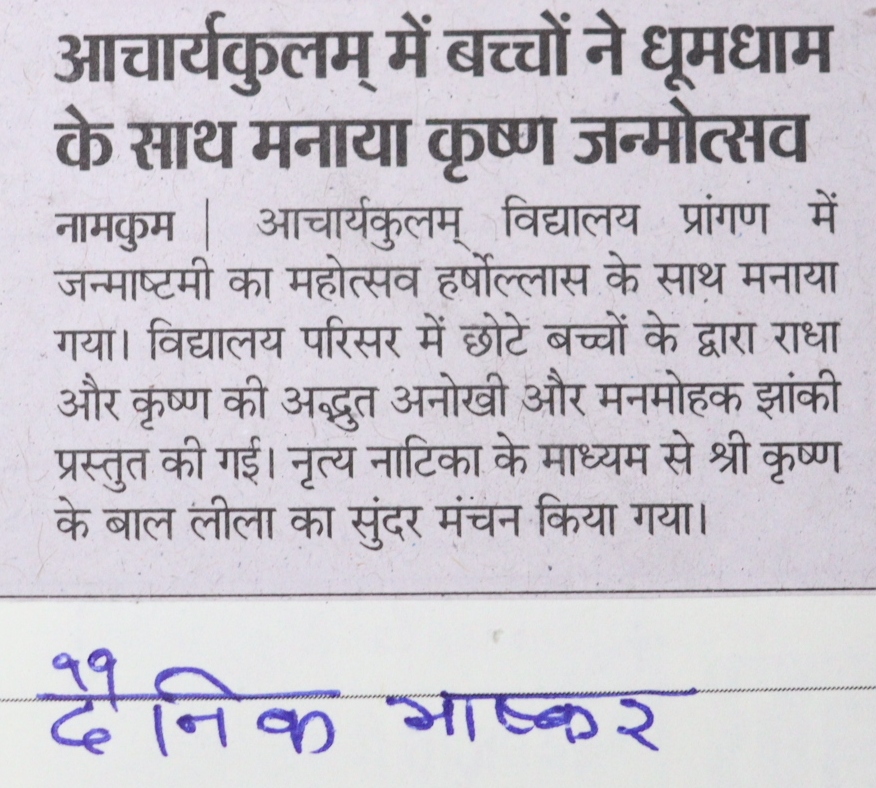 आचार्यकुलम् में बच्चों ने धूमधाम
के साथ मनाया कृष्ण जन्मोत्सव
नामकुम | आचार्यकुलम् विद्यालय प्रांगण में
जन्माष्टमी का महोत्सव हर्षोल्लास के साथ मनाया
गया। विद्यालय परिसर में छोटे बच्चों के द्वारा राधा
और कृष्ण की अद्भुत अनोखी और मनमोहक झांकी
प्रस्तुत की गई। नृत्य नाटिका के माध्यम से श्री कृष्ण
के बाल लीला का सुंदर मंचन किया गया।
दैनिक भाष्कर